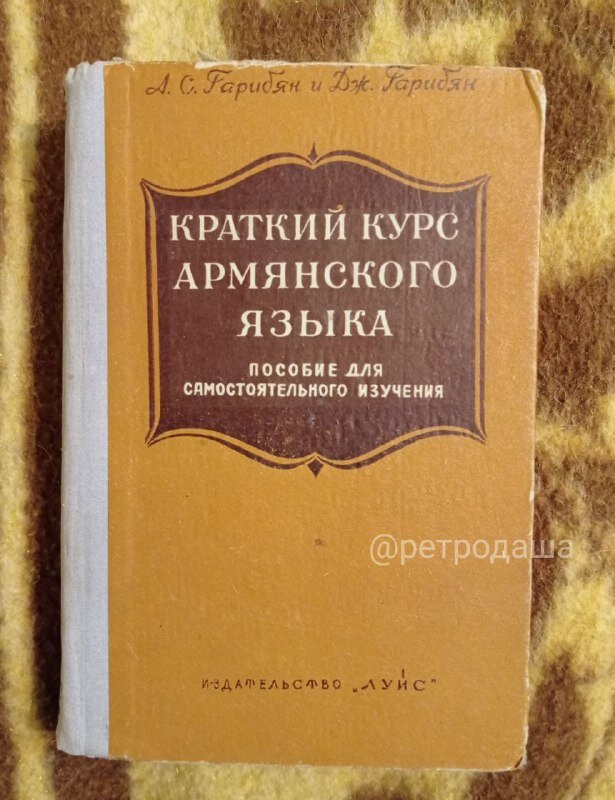 А. С. Гарибян и Дж. Гарибян
КРАТКИЙ КУРС
АРМЯНСКОГО
ЯЗЫКА
ПОСОБИЕ ДЛЯ
САМОСТОЯТЕЛЬНОГО ИЗУЧЕНИЯ
@ретродаша
ИЗДАТЕЛЬСТВО „ЛУЙС"